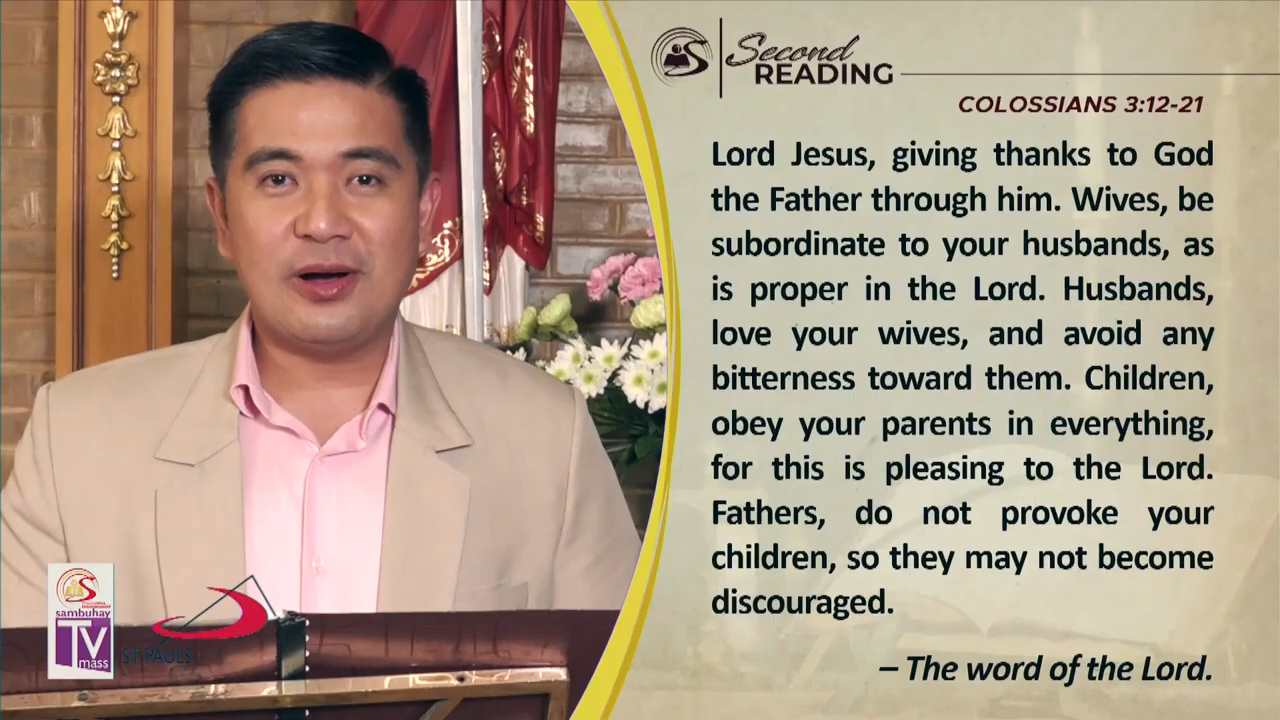 Second
READING
COLOSSIANS 3:12-21
Lord Jesus, giving thanks to God
the Father through him. Wives, be
subordinate to your husbands, as
is proper in the Lord. Husbands,
love your wives, and avoid any
bitterness toward them. Children,
obey your parents in everything,
for this is pleasing to the Lord.
Fathers, do not provoke your
children, so they may not become
discouraged.
– The word of the Lord.
sambuhay
TV
mass
ST PAULS